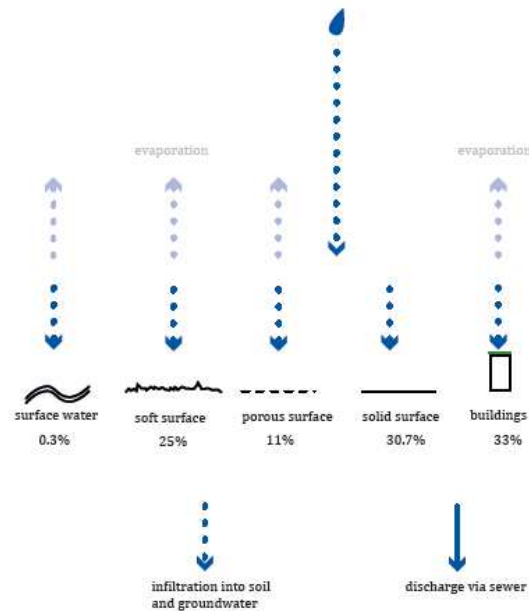 evaporation
evaporation
surface water
soft surface
porous surface
solid surface
buildings
0.3%
25%
11%
30.7%
33%
infiltration into soil
and groundwater
discharge via sewer